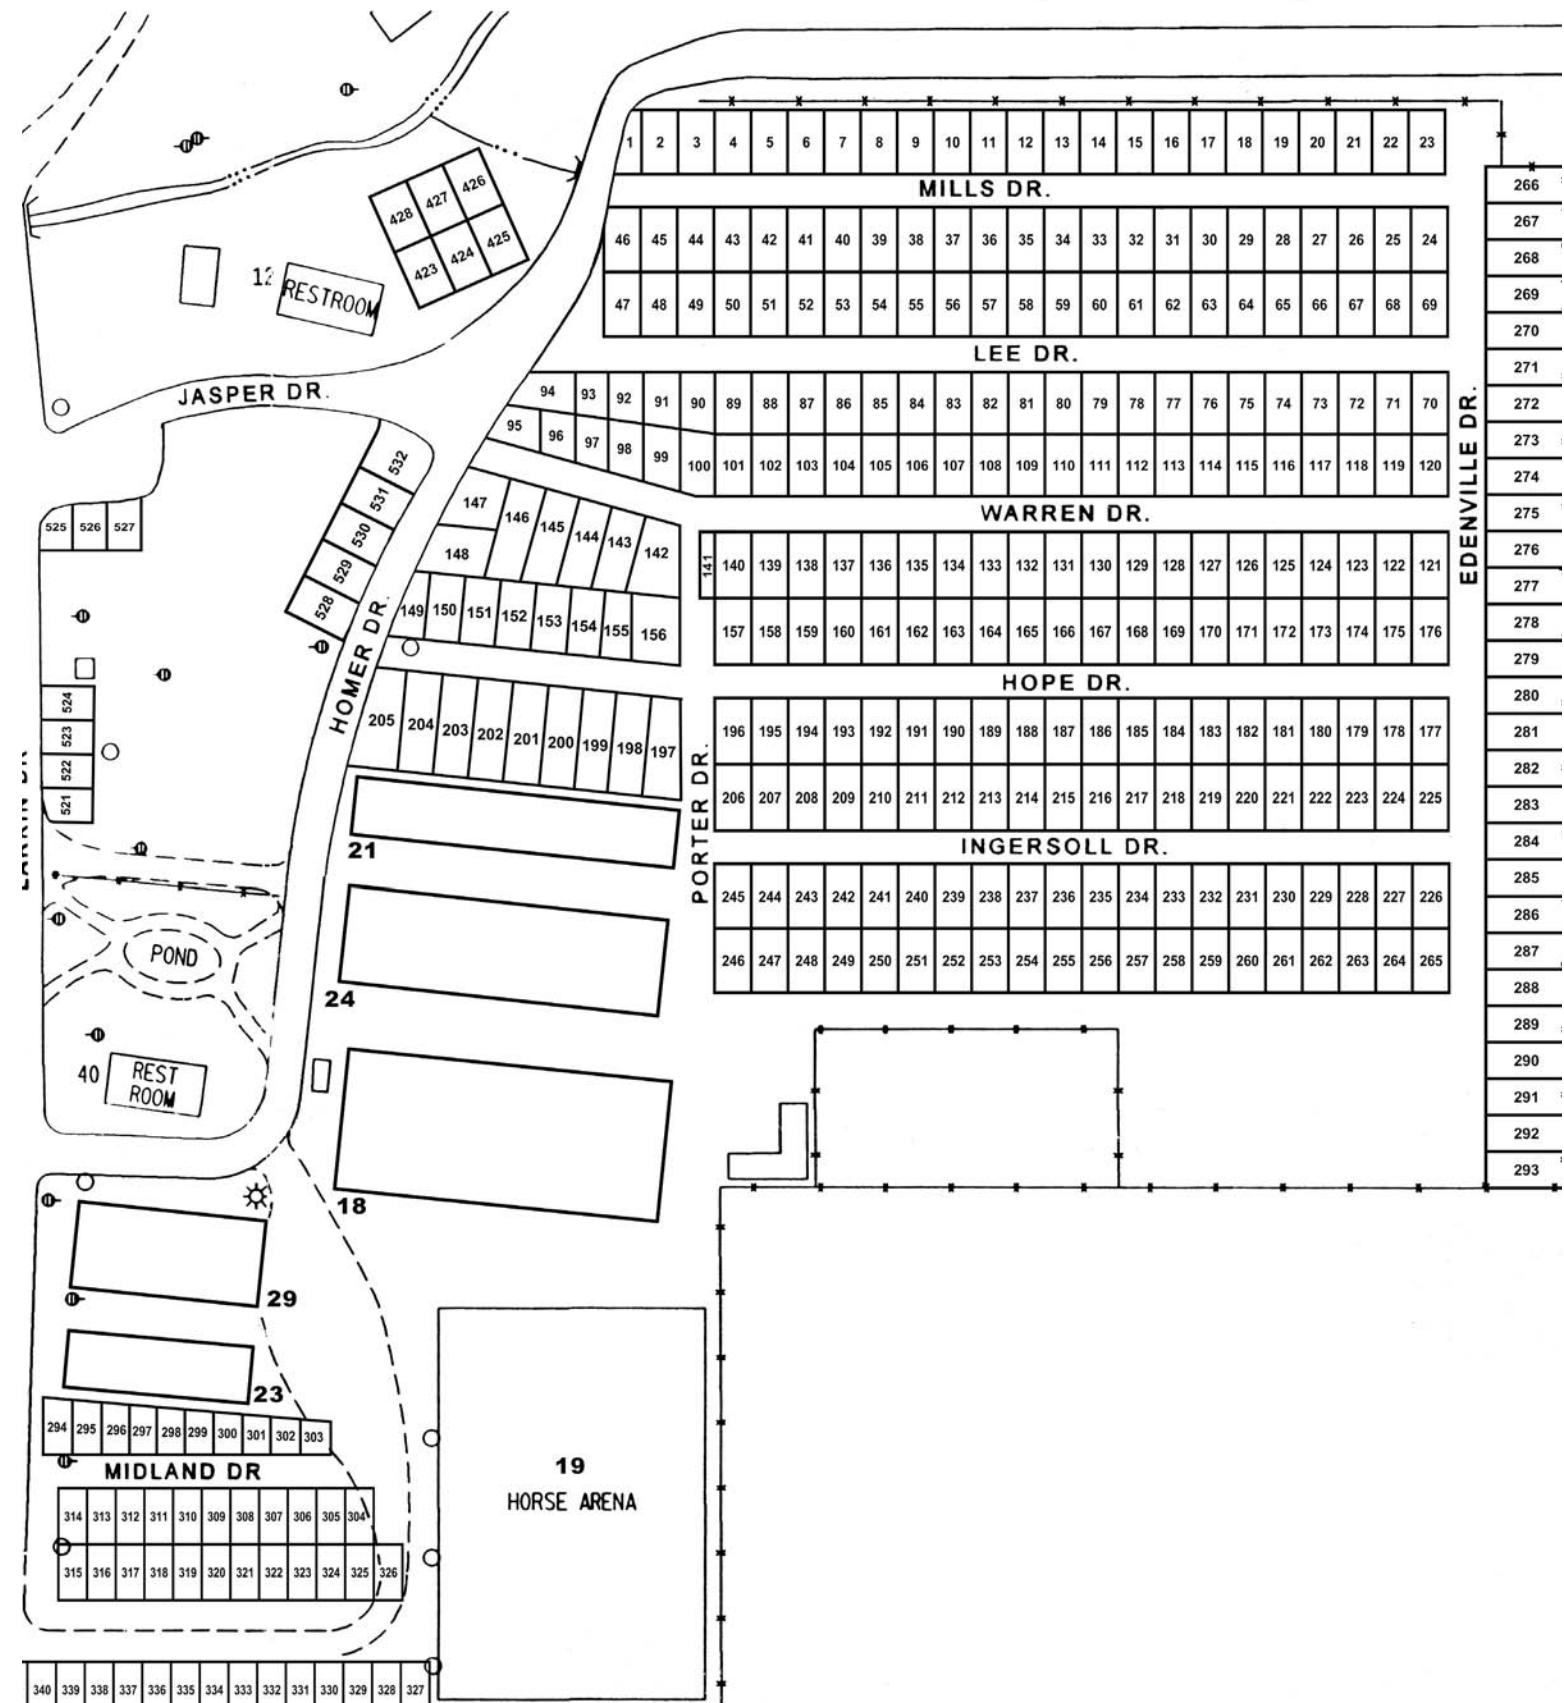 1 2 3 4 5 6 7 8 9 10 11 12 13 14 15 16 17 18 19 20 21 22 23
MILLS DR.
46 45 44 43 42 41 40 39 38 37 36 35 34 33 32 31 30 29 28 27 26 25 24
47 48 49 50 51 52 53 54 55 56 57 58 59 60 61 62 63 64 65 66 67 68 69
LEE DR.
94 93 92 91 90 89 88 87 86 85 84 83 82 81 80 79 78 77 76 75 74 73 72 71 70
95 96 97 98 99 100 101 102 103 104 105 106 107 108 109 110 111 112 113 114 115 116 117 118 119 120
WARREN DR.
147 146 145 144 143 142
148
141 140 139 138 137 136 135 134 133 132 131 130 129 128 127 126 125 124 123 122 121
149 150 151 152 153 154 155 156
157 158 159 160 161 162 163 164 165 166 167 168 169 170 171 172 173 174 175 176
HOPE DR.
205 204 203 202 201 200 199 198 197
196 195 194 193 192 191 190 189 188 187 186 185 184 183 182 181 180 179 178 177
206 207 208 209 210 211 212 213 214 215 216 217 218 219 220 221 222 223 224 225
INGERSOLL DR.
245 244 243 242 241 240 239 238 237 236 235 234 233 232 231 230 229 228 227 226
246 247 248 249 250 251 252 253 254 255 256 257 258 259 260 261 262 263 264 265
EDENVILLE DR.
266
267
268
269
270
271
272
273
274
275
276
277
278
279
280
281
282
283
284
285
286
287
288
289
290
291
292
293
PORTER DR.
428 427 426
423 424 425
12
RESTROOM
JASPER DR.
532
531
530
529
528
525 526 527
HOMER DR.
524
523
522
521
21
24
18
POND
40
REST
ROOM
29
23
294 295 296 297 298 299 300 301 302 303
MIDLAND DR
314 313 312 311 310 309 308 307 306 305 304
315 316 317 318 319 320 321 322 323 324 325 326
19
HORSE ARENA
340 339 338 337 336 335 334 333 332 331 330 329 328 327